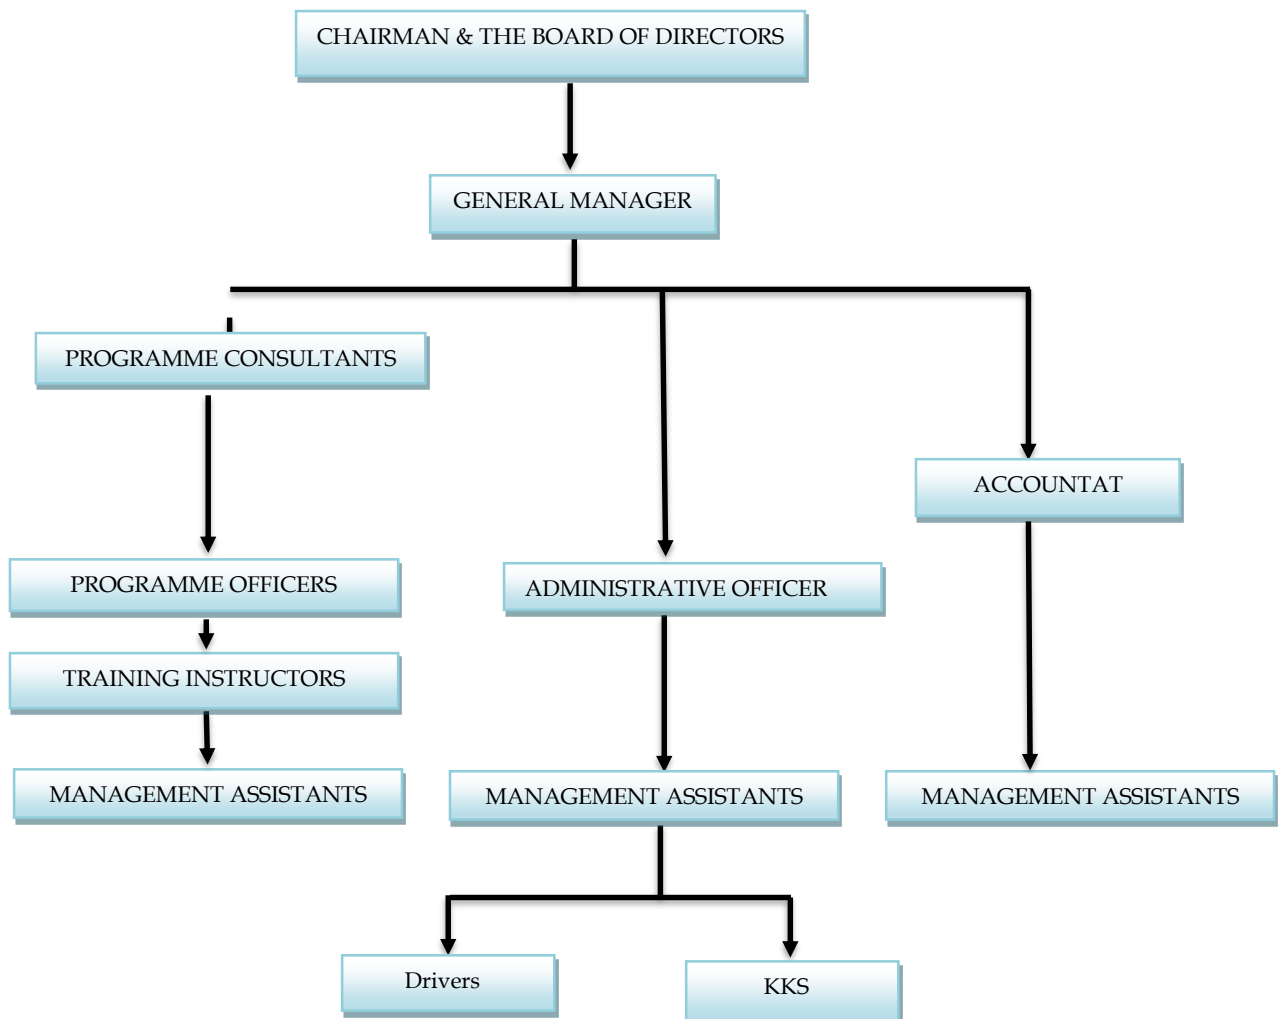 CHAIRMAN & THE BOARD OF DIRECTORS
GENERAL MANAGER
PROGRAMME CONSULTANTS
ACCOUNTAT
PROGRAMME OFFICERS
ADMINISTRATIVE OFFICER
TRAINING INSTRUCTORS
MANAGEMENT ASSISTANTS
MANAGEMENT ASSISTANTS
MANAGEMENT ASSISTANTS
Drivers
KKS